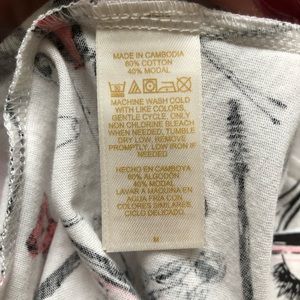 MADE IN CAMBODIA
60% COTTON
40% MODAL
MACHINE WASH COLD
WITH LIKE COLORS,
GENTLE CYCLE, ONLY
NON CHLORINE BLEACH
WHEN NEEDED, TUMBLE
DRY LOW, REMOVE
PROMPTLY, LOW IRON IF
NEEDED
HECHO EN CAMBOYA
60% ALGODÓN
40% MODAL
LAVAR A MAQUINA EN
AGUA FRIA CON
COLORES SIMILARES,
CICLO DELICADO,
M